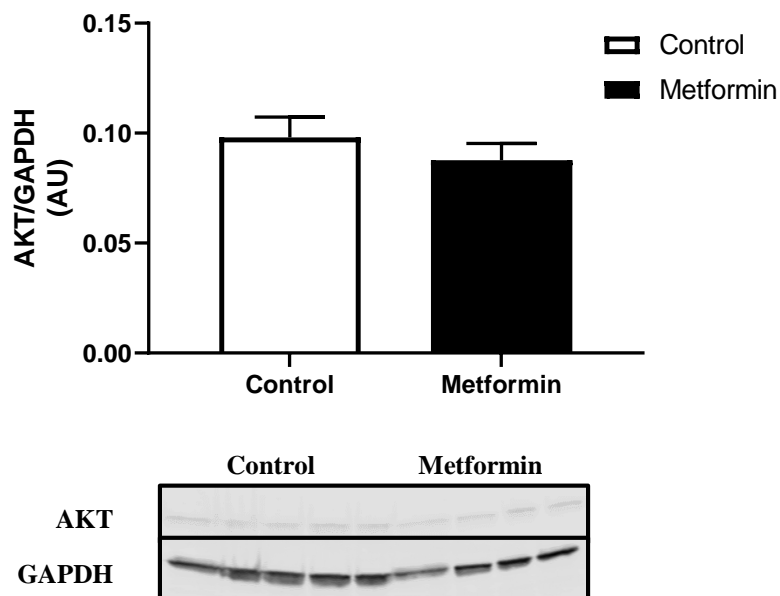 0.15
0.10
0.05
0.00
AKT/GAPDH
(AU)
Control
Metformin
Control
Metformin
Control Metformin
AKT
GAPDH